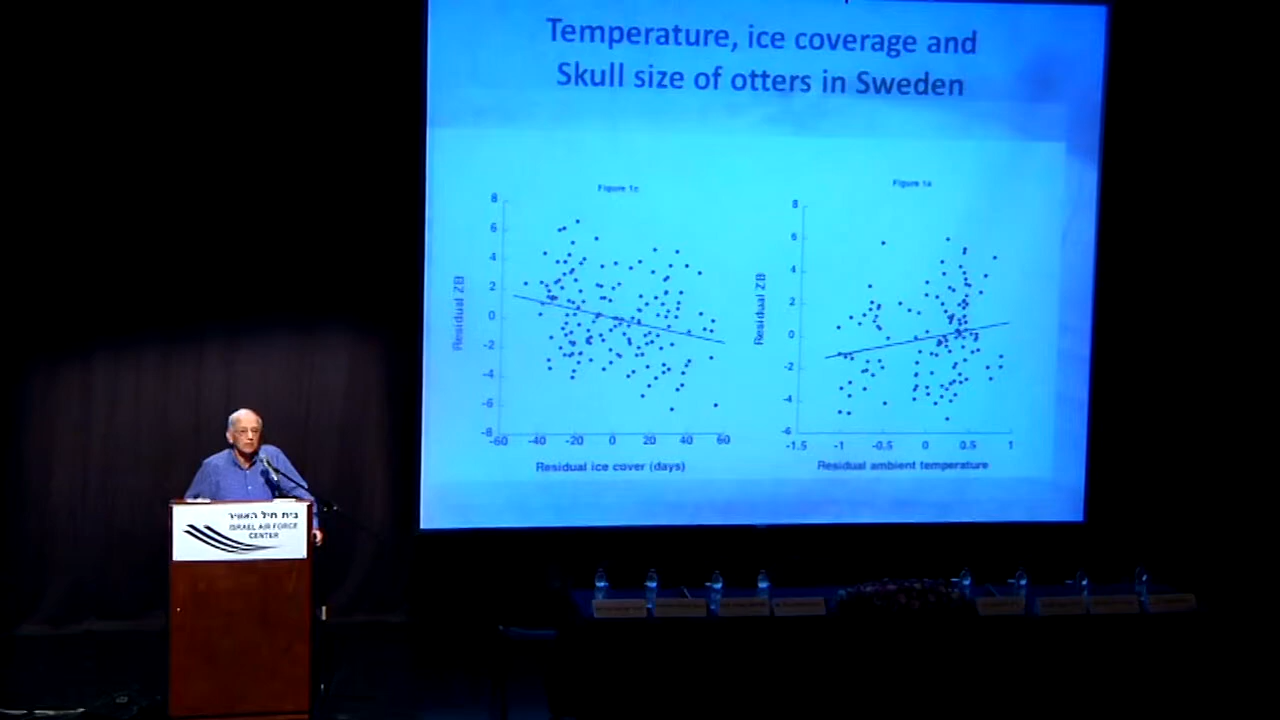 Temperature, ice coverage and
Skull size of otters in Sweden
Figure 1c
8
6
4
2
0
-2
-4
-6
-8
-60 -40 -20 0 20 40 60
Residual ZB
Residual ice cover (days)
Figure 1a
8
6
4
2
0
-2
-4
-6
-1.5 -1 -0.5 0 0.5 1
Residual ZB
Residual ambient temperature
בית חיל האוויר
ISRAEL AIR FORCE
CENTER